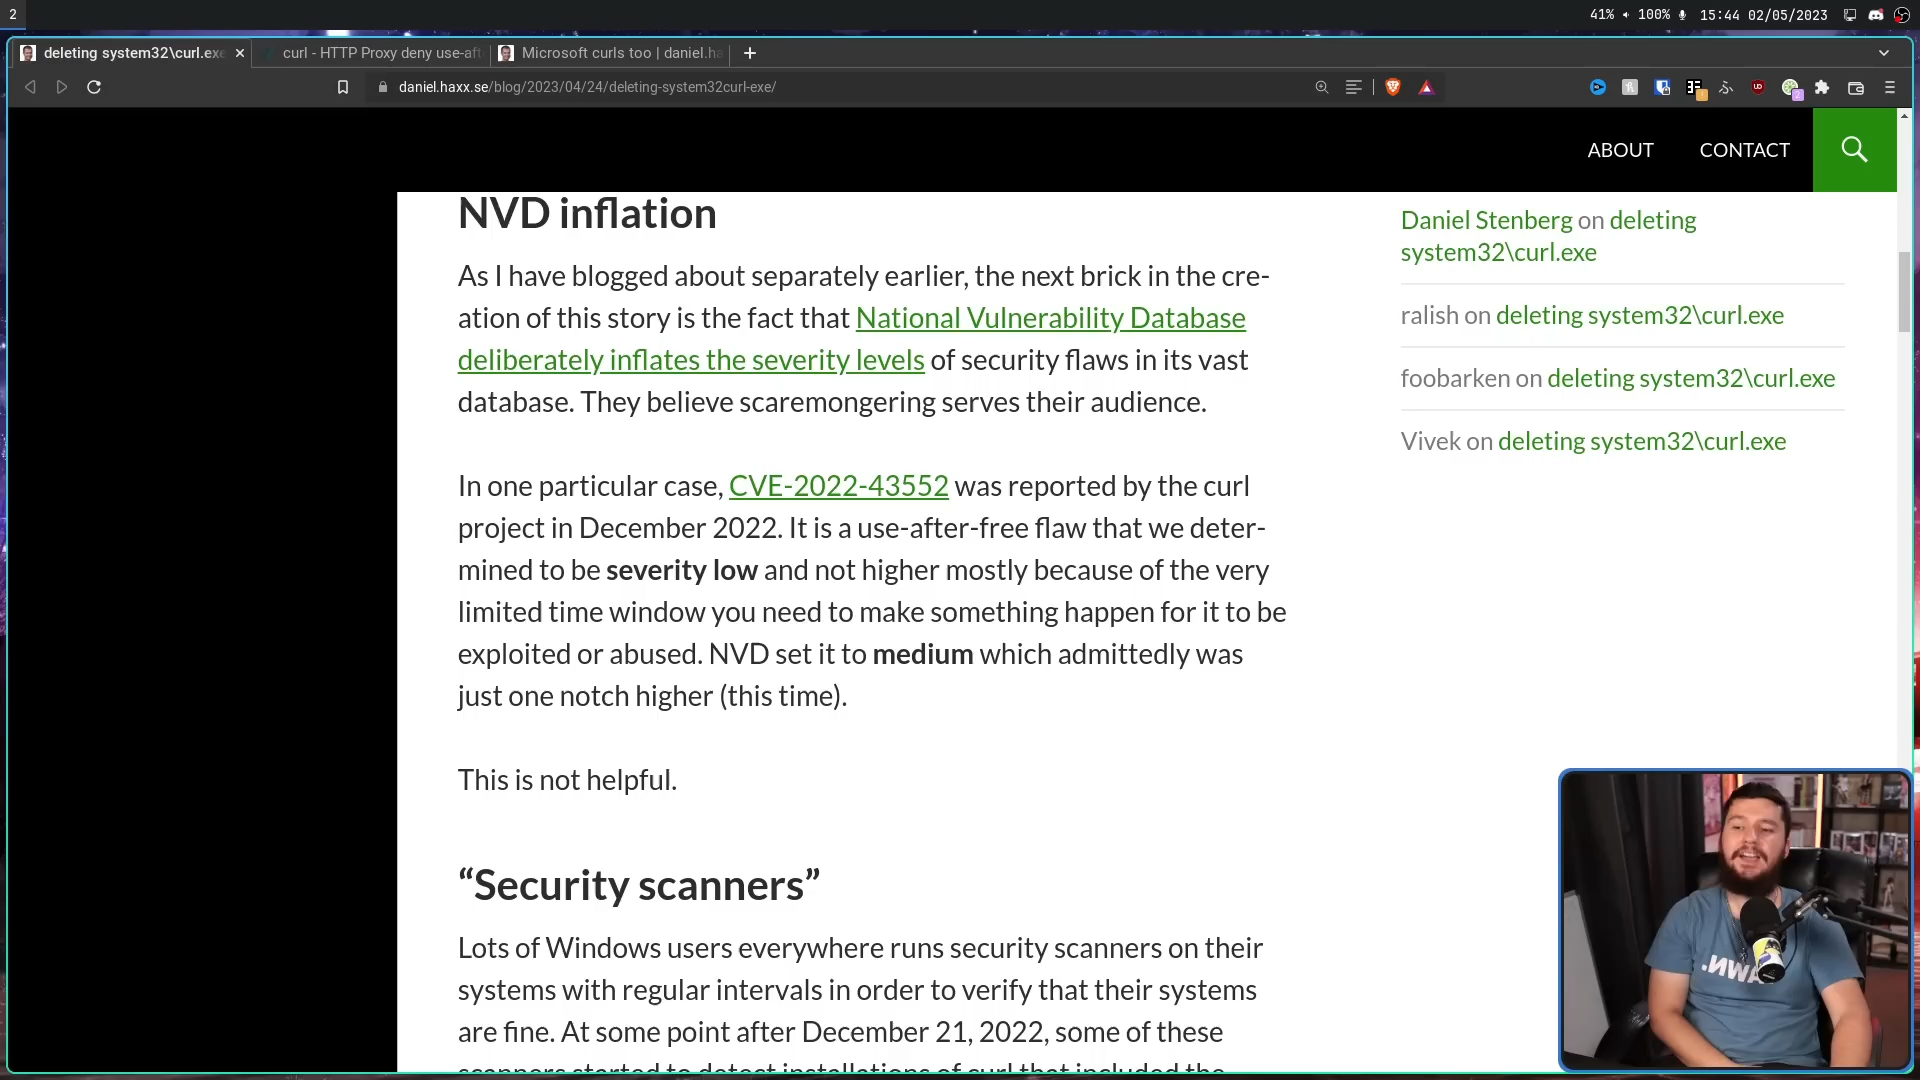 2
41%
100%
15:44 02/05/2023
deleting system32\curl.exe
curl - HTTP Proxy deny use-aft
Microsoft curls too | daniel.ha
daniel.haxx.se/blog/2023/04/24/deleting-system32curl-exe/
ABOUT
CONTACT
NVD inflation
As I have blogged about separately earlier, the next brick in the cre-
ation of this story is the fact that National Vulnerability Database
deliberately inflates the severity levels of security flaws in its vast
database. They believe scaremongering serves their audience.
In one particular case, CVE-2022-43552 was reported by the curl
project in December 2022. It is a use-after-free flaw that we deter-
mined to be severity low and not higher mostly because of the very
limited time window you need to make something happen for it to be
exploited or abused. NVD set it to medium which admittedly was
just one notch higher (this time).
This is not helpful.
“Security scanners”
Lots of Windows users everywhere runs security scanners on their
systems with regular intervals in order to verify that their systems
are fine. At some point after December 21, 2022, some of these
scanners started to detect installations of curl that included the
Daniel Stenberg on deleting
system32\curl.exe
ralish on deleting system32\curl.exe
foobarken on deleting system32\curl.exe
Vivek on deleting system32\curl.exe